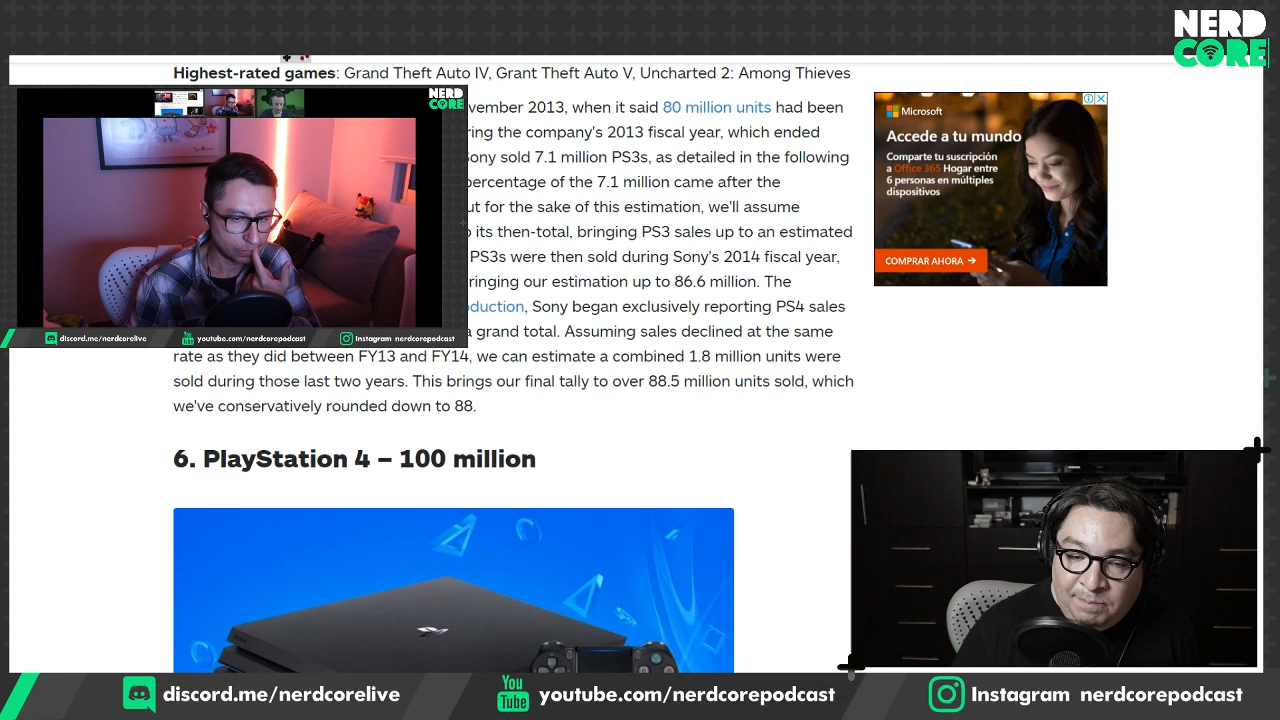 NERD
CORE
Highest-rated games: Grand Theft Auto IV, Grant Theft Auto V, Uncharted 2: Among Thieves
vember 2013, when it said 80 million units had been
ring the company's 2013 fiscal year, which ended
Sony sold 7.1 million PS3s, as detailed in the following
percentage of the 7.1 million came after the
ut for the sake of this estimation, we'll assume
its then-total, bringing PS3 sales up to an estimated
PS3s were then sold during Sony's 2014 fiscal year,
ringing our estimation up to 86.6 million. The
oduction, Sony began exclusively reporting PS4 sales
a grand total. Assuming sales declined at the same
rate as they did between FY13 and FY14, we can estimate a combined 1.8 million units were
sold during those last two years. This brings our final tally to over 88.5 million units sold, which
we've conservatively rounded down to 88.
6. PlayStation 4 – 100 million
NERD
CORE
discord.me/nerdcorelive
You Tube
youtube.com/nerdcorepodcast
Instagram nerdcorepodcast
Microsoft
Accede a tu mundo
Comparte tu suscripción
a Office 365 Hogar entre
6 personas en múltiples
dispositivos
COMPRAR AHORA →
discord.me/nerdcorelive
You
Tube
youtube.com/nerdcorepodcast
Instagram nerdcorepodcast